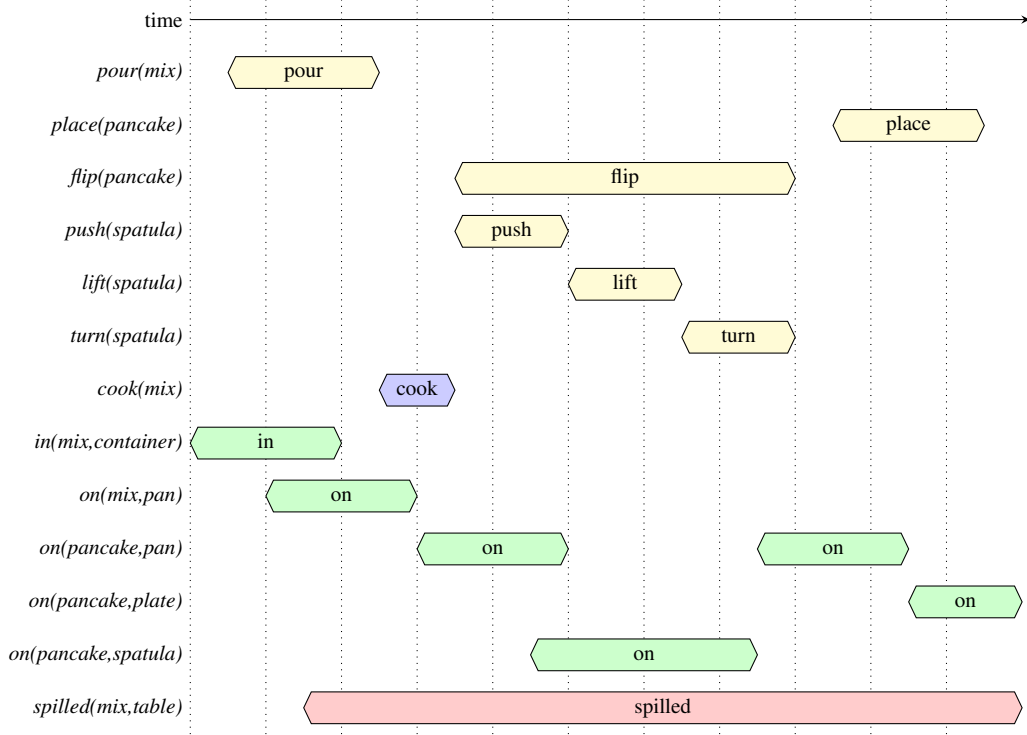 time
pour(mix) pour
place(pancake) place
flip(pancake) flip
push(spatula) push
lift(spatula) lift
turn(spatula) turn
cook(mix) cook
in(mix,container) in
on(mix,pan) on
on(pancake,pan) on on
on(pancake,plate) on
on(pancake,spatula) on
spilled(mix,table) spilled